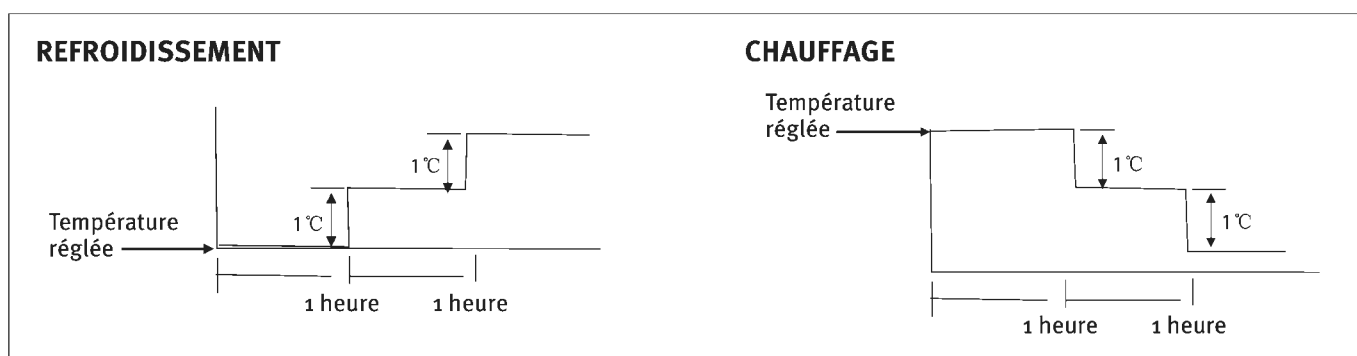 REFROIDISSEMENT
1 °C
1 °C
Température
réglée
1 heure
1 heure
CHAUFFAGE
Température
réglée
1 °C
1 °C
1 heure
1 heure